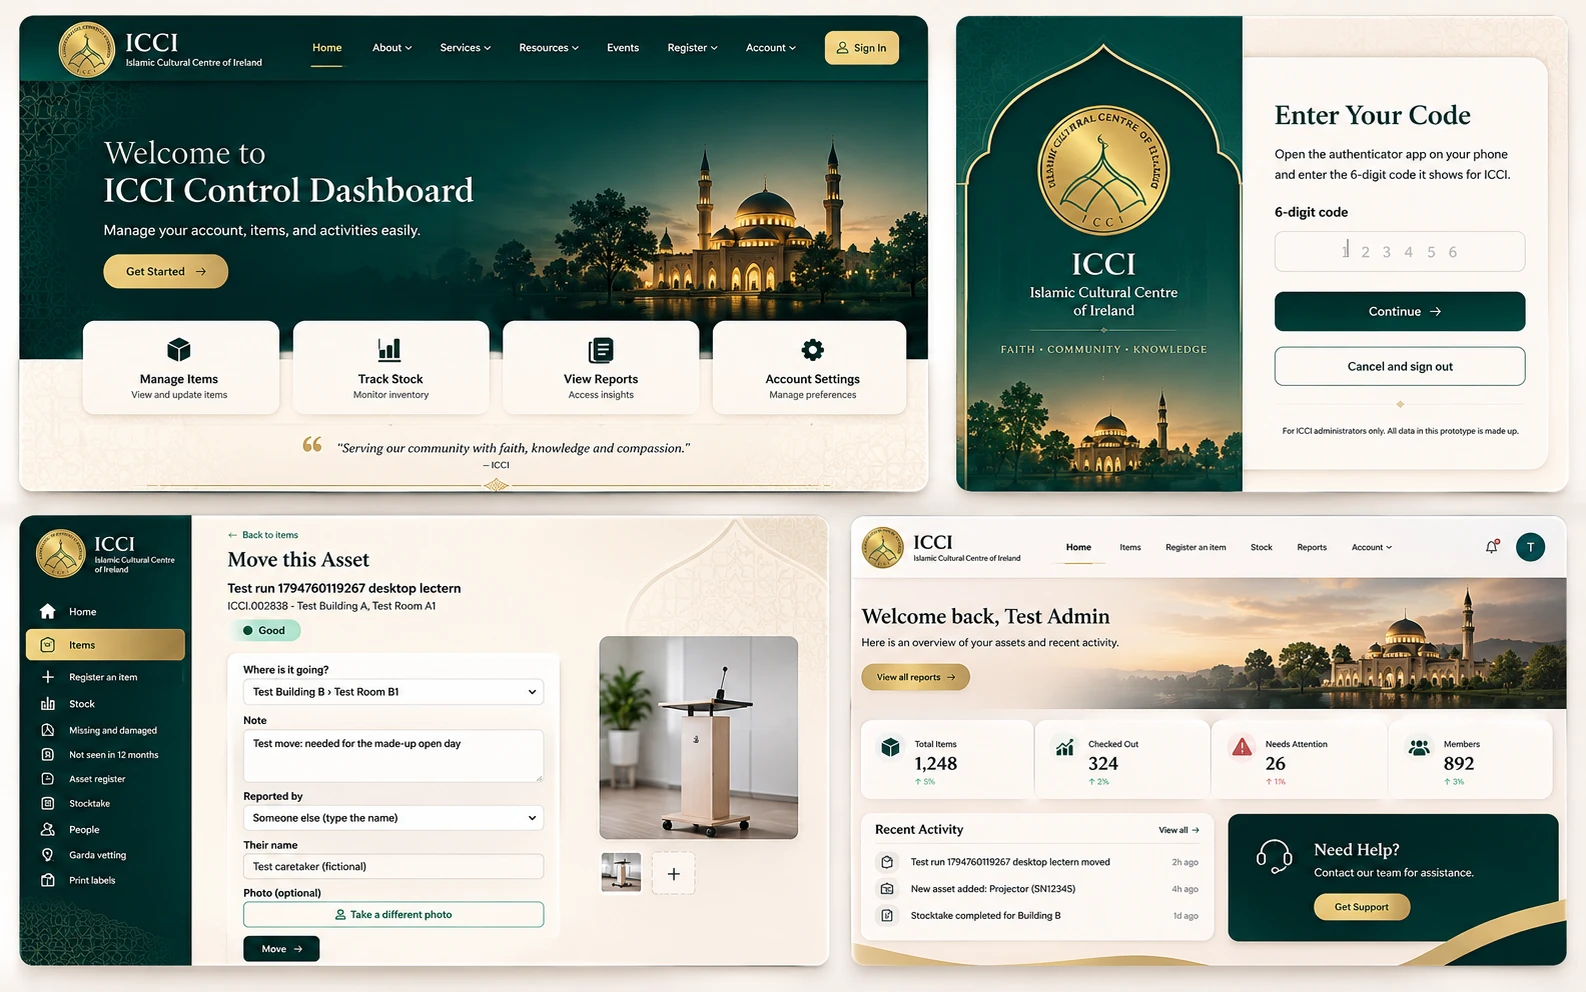 ICCI
Islamic Cultural Centre of Ireland
Home
About
Services
Resources
Events
Register
Account
Sign In
Welcome to
ICCI Control Dashboard
Manage your account, items, and activities easily.
Get Started →
Manage Items
View and update items
Track Stock
Monitor inventory
View Reports
Access insights
Account Settings
Manage preferences
"Serving our community with faith, knowledge and compassion."
– ICCI
ICCI
ICCI
Islamic Cultural Centre
of Ireland
FAITH • COMMUNITY • KNOWLEDGE
Enter Your Code
Open the authenticator app on your phone
and enter the 6-digit code it shows for ICCI.
6-digit code
1 2 3 4 5 6
Continue →
Cancel and sign out
For ICCI administrators only. All data in this prototype is made up.
ICCI
Islamic Cultural Centre
of Ireland
Home
Items
Register an item
Stock
Missing and damaged
Not seen in 12 months
Asset register
Stocktake
People
Garda vetting
Print labels
← Back to items
Move this Asset
Test run 1794760119267 desktop lectern
ICCI.002838 - Test Building A, Test Room A1
Good
Where is it going?
Test Building B › Test Room B1
Note
Test move: needed for the made-up open day
Reported by
Someone else (type the name)
Their name
Test caretaker (fictional)
Photo (optional)
Take a different photo
Move →
ICCI
Islamic Cultural Centre of Ireland
Home
Items
Register an item
Stock
Reports
Account
T
Welcome back, Test Admin
Here is an overview of your assets and recent activity.
View all reports →
Total Items
1,248
↑ 5%
Checked Out
324
↑ 2%
Needs Attention
26
↑ 1%
Members
892
↑ 3%
Recent Activity
View all →
Test run 1794760119267 desktop lectern moved
2h ago
New asset added: Projector (SN12345)
4h ago
Stocktake completed for Building B
1d ago
Need Help?
Contact our team for assistance.
Get Support